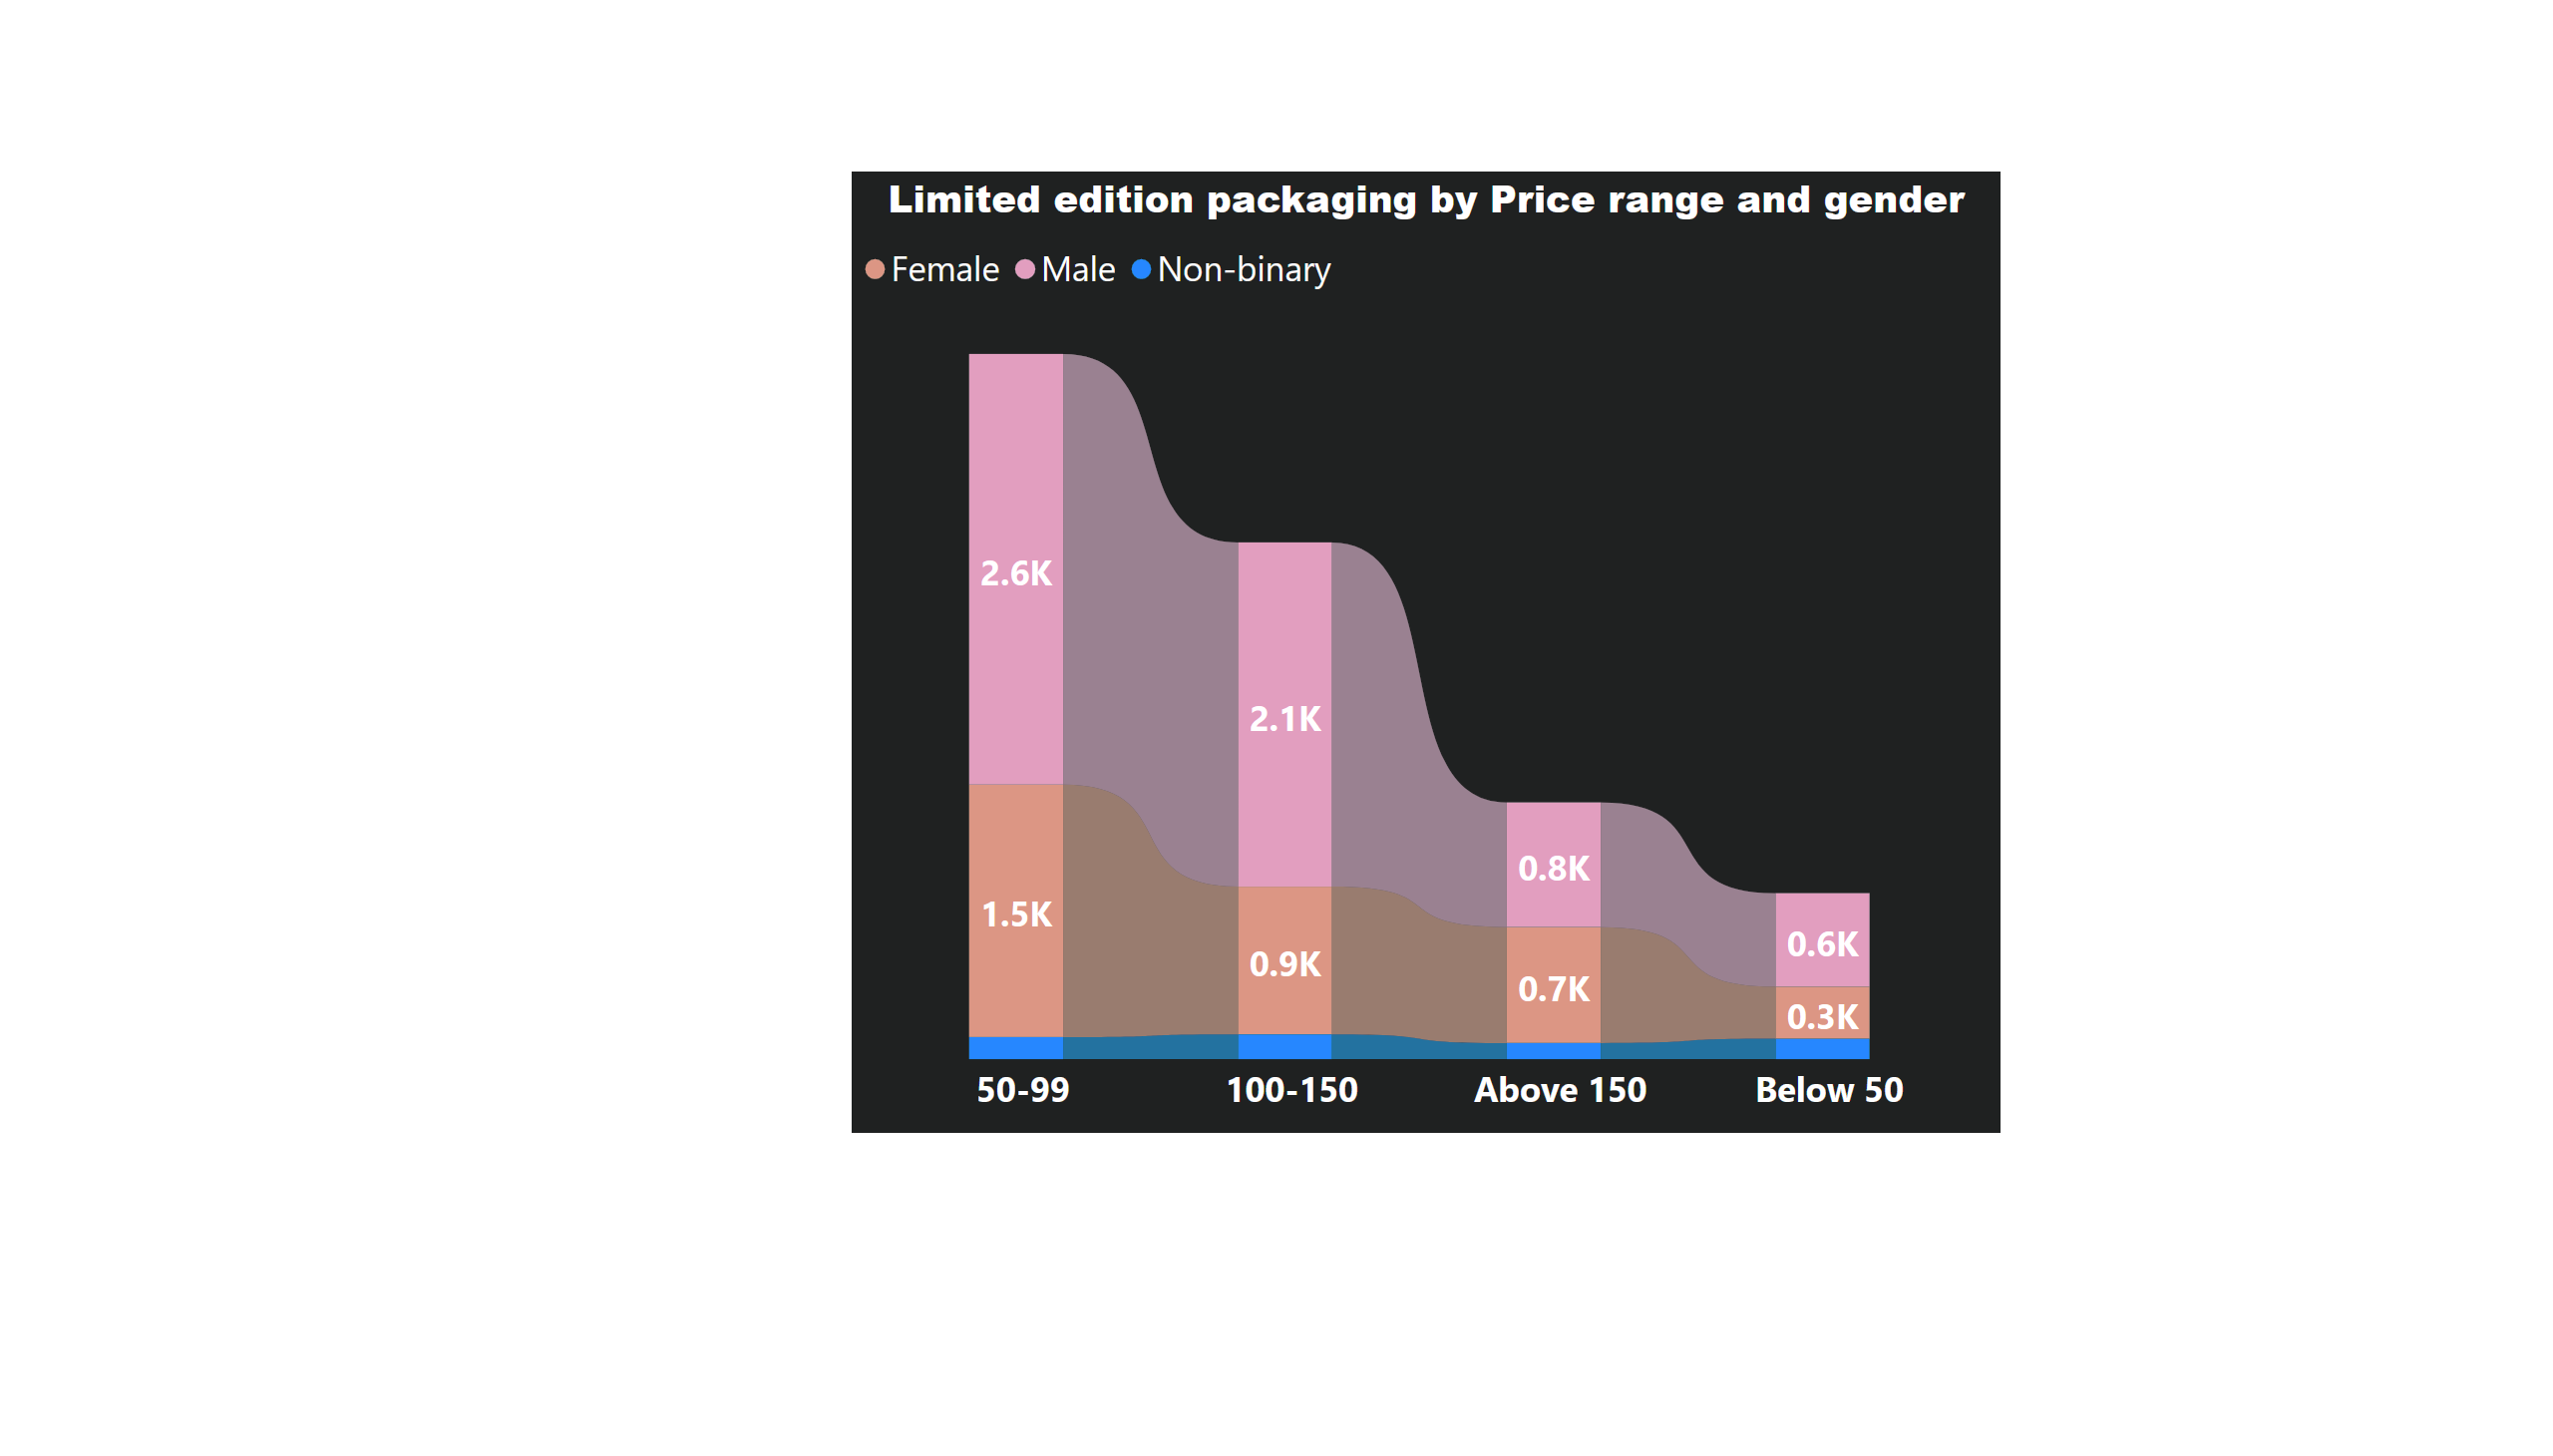 Limited edition packaging by Price range and gender
Female Male Non-binary
2.6K
2.1K
0.8K
0.6K
1.5K
0.9K
0.7K
0.3K
50-99 100-150 Above 150 Below 50